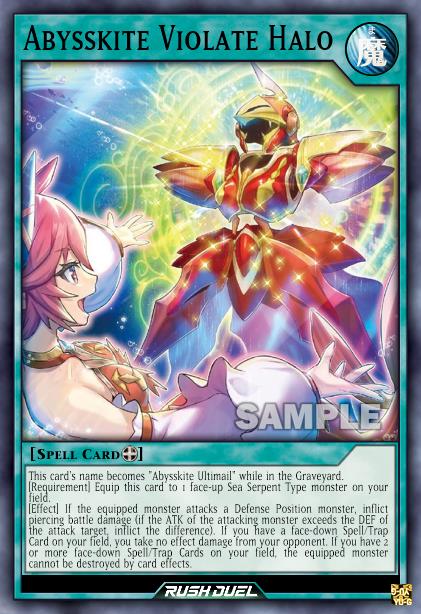 Abysskite Violate Halo
ま
魔
SAMPLE
[Spell Card]
This card's name becomes "Abysskite Ultimail" while in the Graveyard.
[Requirement] Equip this card to 1 face-up Sea Serpent Type monster on your
field.
[Effect] If the equipped monster attacks a Defense Position monster, inflict
piercing battle damage (if the ATK of the attacking monster exceeds the DEF of
the attack target, inflict the difference). If you have a face-down Spell/Trap
Card on your field, you take no effect damage from your opponent. If you have 2
or more face-down Spell/Trap Cards on your field, the equipped monster
cannot be destroyed by card effects.
RUSH DUEL